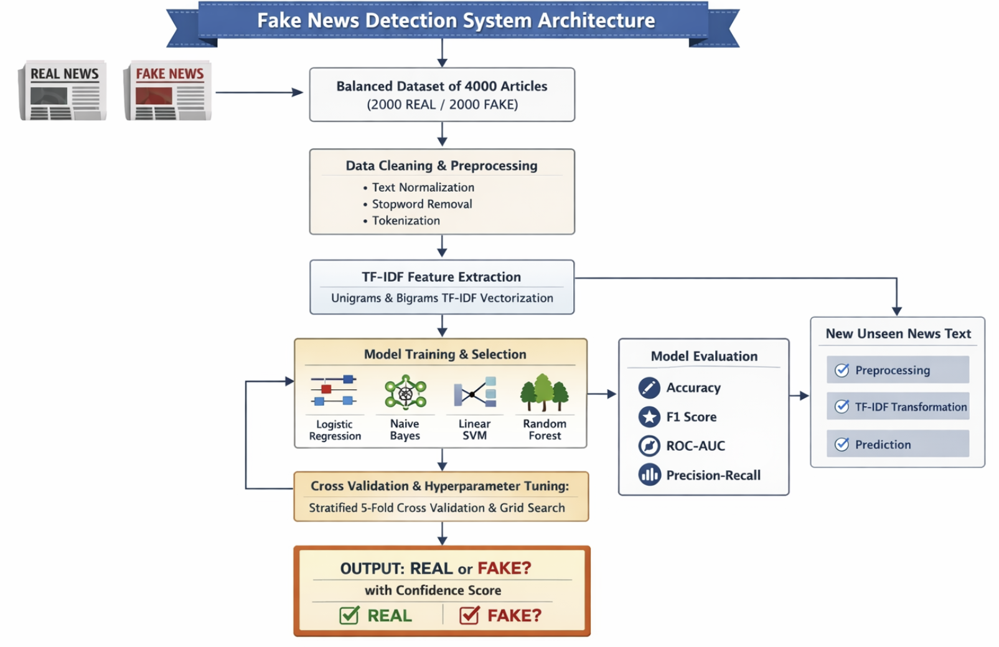 Fake News Detection System Architecture
REAL NEWS
FAKE NEWS
Balanced Dataset of 4000 Articles
(2000 REAL / 2000 FAKE)
Data Cleaning & Preprocessing
• Text Normalization
• Stopword Removal
• Tokenization
TF-IDF Feature Extraction
Unigrams & Bigrams TF-IDF Vectorization
Model Training & Selection
Logistic
Regression
Naive
Bayes
Linear
SVM
Random
Forest
Model Evaluation
Accuracy
F1 Score
ROC-AUC
Precision-Recall
New Unseen News Text
Preprocessing
TF-IDF Transformation
Prediction
Cross Validation & Hyperparameter Tuning:
Stratified 5-Fold Cross Validation & Grid Search
OUTPUT: REAL or FAKE?
with Confidence Score
REAL
FAKE?